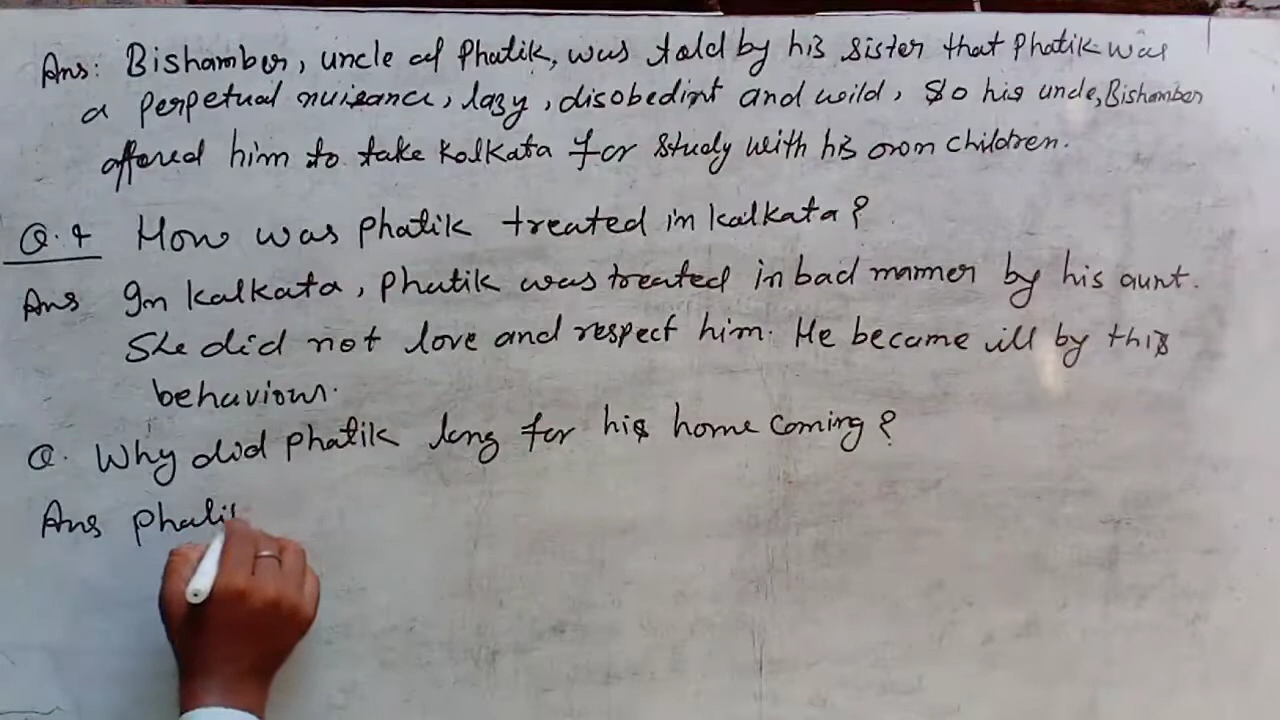 Ans: Bishamber, uncle of Phatik, was told by his sister that Phatik was
a perpetual nuisance, lazy, disobedint and wild, So his uncle, Bishamber
offered him to take Kolkata for study with his own children.
Q.4 How was Phatik treated in kalkata?
Ans In kalkata, Phatik was treated in bad manner by his aunt.
She did not love and respect him. He became ill by this
behaviour.
Q. Why did Phatik long for his home coming?
Ans Phatik